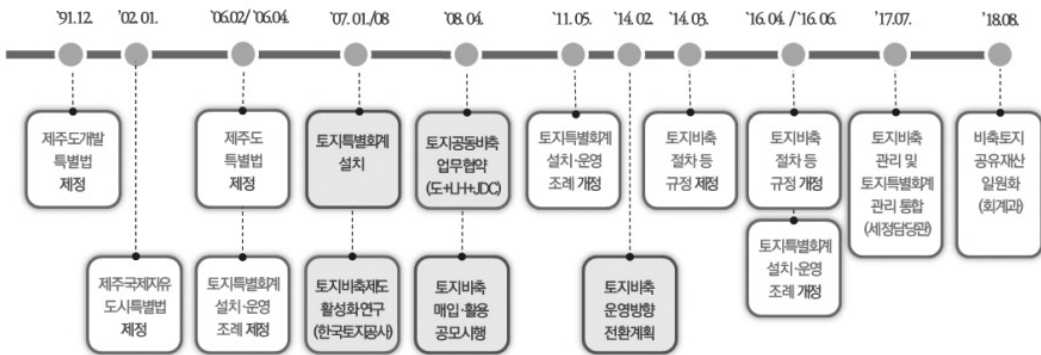 '91.12.
'02. 01.
'06.02/ '06.04.
'07. 01./08
'08. 04.
'11. 05.
'14. 02.
'14. 03.
'16. 04. / '16. 06.
'17.07.
'18.08.
제주도개발
특별법
제정
제주도
특별법
제정
토지특별회계
설치
토지공동비축
업무협약
(도+LH+JDC)
토지특별회계
설치·운영
조례 개정
토지비축
절차 등
규정 제정
토지비축
절차 등
규정 개정
토지비축
관리 및
토지특별회계
관리 통합
(세정담당관)
비축토지
공유재산
일원화
(회계과)
제주국제자유
도시특별법
제정
토지특별회계
설치·운영
조례 제정
토지비축제도
활성화 연구
(한국토지공사)
토지비축
매입·활용
공모시행
토지비축
운영방향
전환계획
토지특별회계
설치·운영
조례 개정